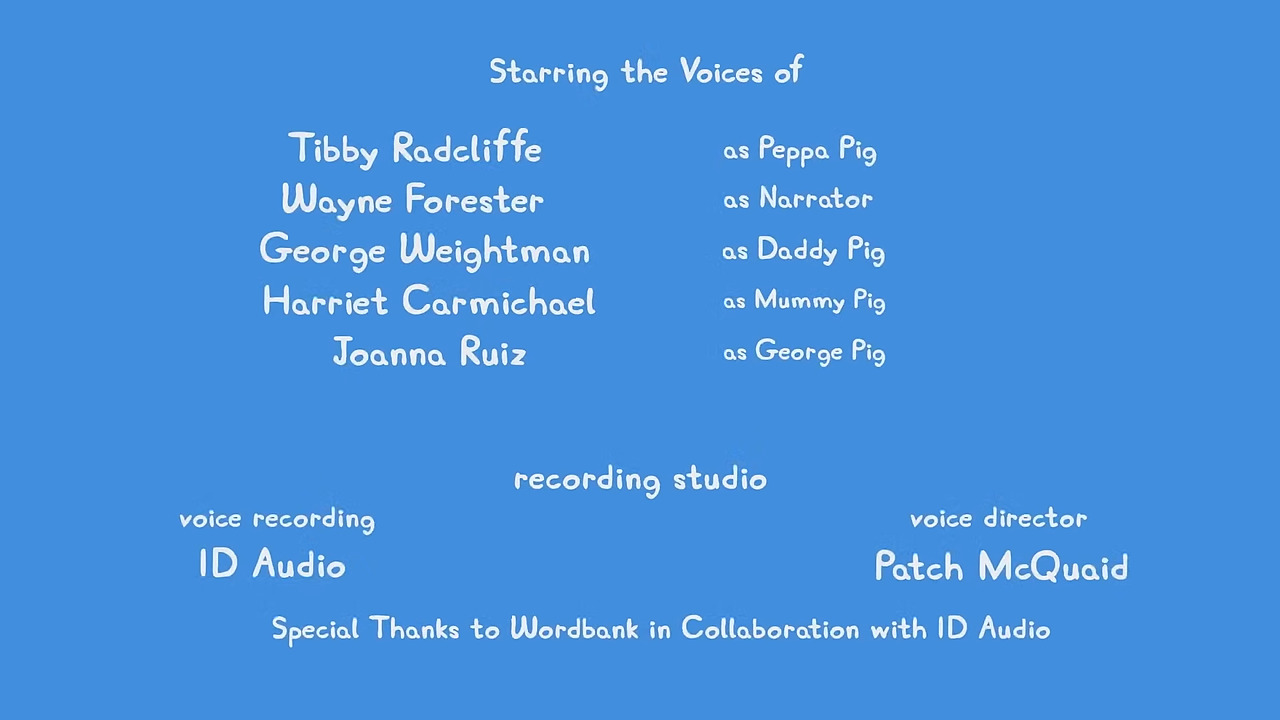 Starring the Voices of
Tibby Radcliffe as Peppa Pig
Wayne Forester as Narrator
George Weightman as Daddy Pig
Harriet Carmichael as Mummy Pig
Joanna Ruiz as George Pig
recording studio
voice recording voice director
ID Audio Patch McQuaid
Special Thanks to Wordbank in Collaboration with ID Audio